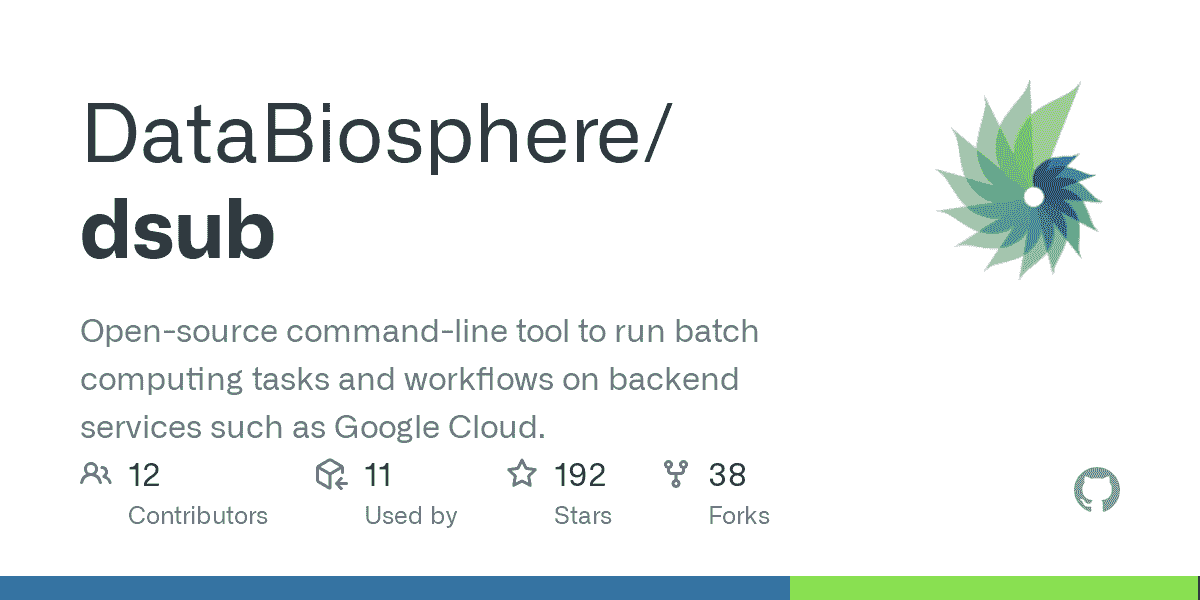 DataBiosphere/
dsub
Open-source command-line tool to run batch
computing tasks and workflows on backend
services such as Google Cloud.
12 11 192 38
Contributors Used by Stars Forks